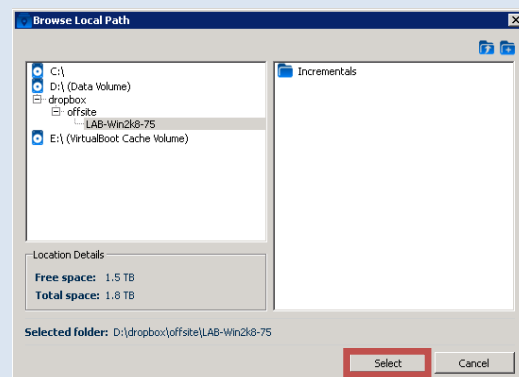 Browse Local Path
C:\
D:\ (Data Volume)
dropbox
offsite
LAB-Win2k8-75
E:\ (VirtualBoot Cache Volume)
Incrementals
Location Details
Free space: 1.5 TB
Total space: 1.8 TB
Selected folder: D:\dropbox\offsite\LAB-Win2k8-75
Select
Cancel